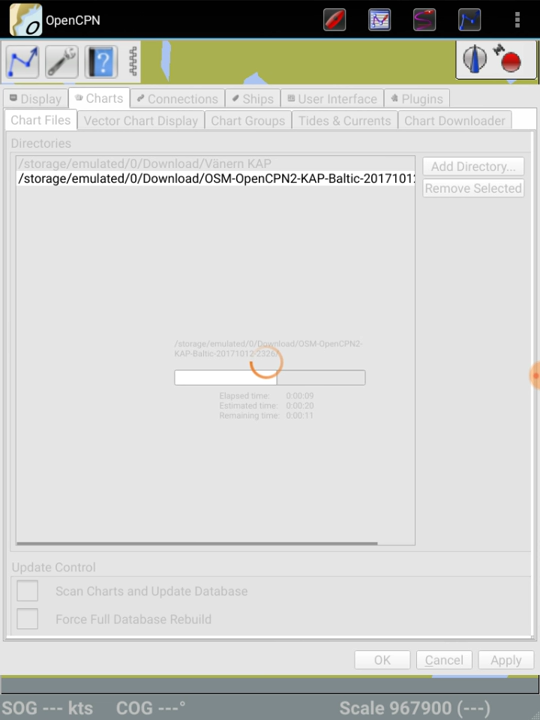 OpenCPN
Display Charts Connections Ships User Interface Plugins
Chart Files Vector Chart Display Chart Groups Tides & Currents Chart Downloader
Directories
/storage/emulated/0/Download/Vänern KAP
/storage/emulated/0/Download/OSM-OpenCPN2-KAP-Baltic-2017101
Add Directory...
Remove Selected
/storage/emulated/0/Download/OSM-OpenCPN2-
KAP-Baltic-20171012-2326/
Elapsed time: 0:00:09
Estimated time: 0:00:20
Remaining time: 0:00:11
Update Control
Scan Charts and Update Database
Force Full Database Rebuild
OK Cancel Apply
SOG --- kts COG ---° Scale 967900 (---)